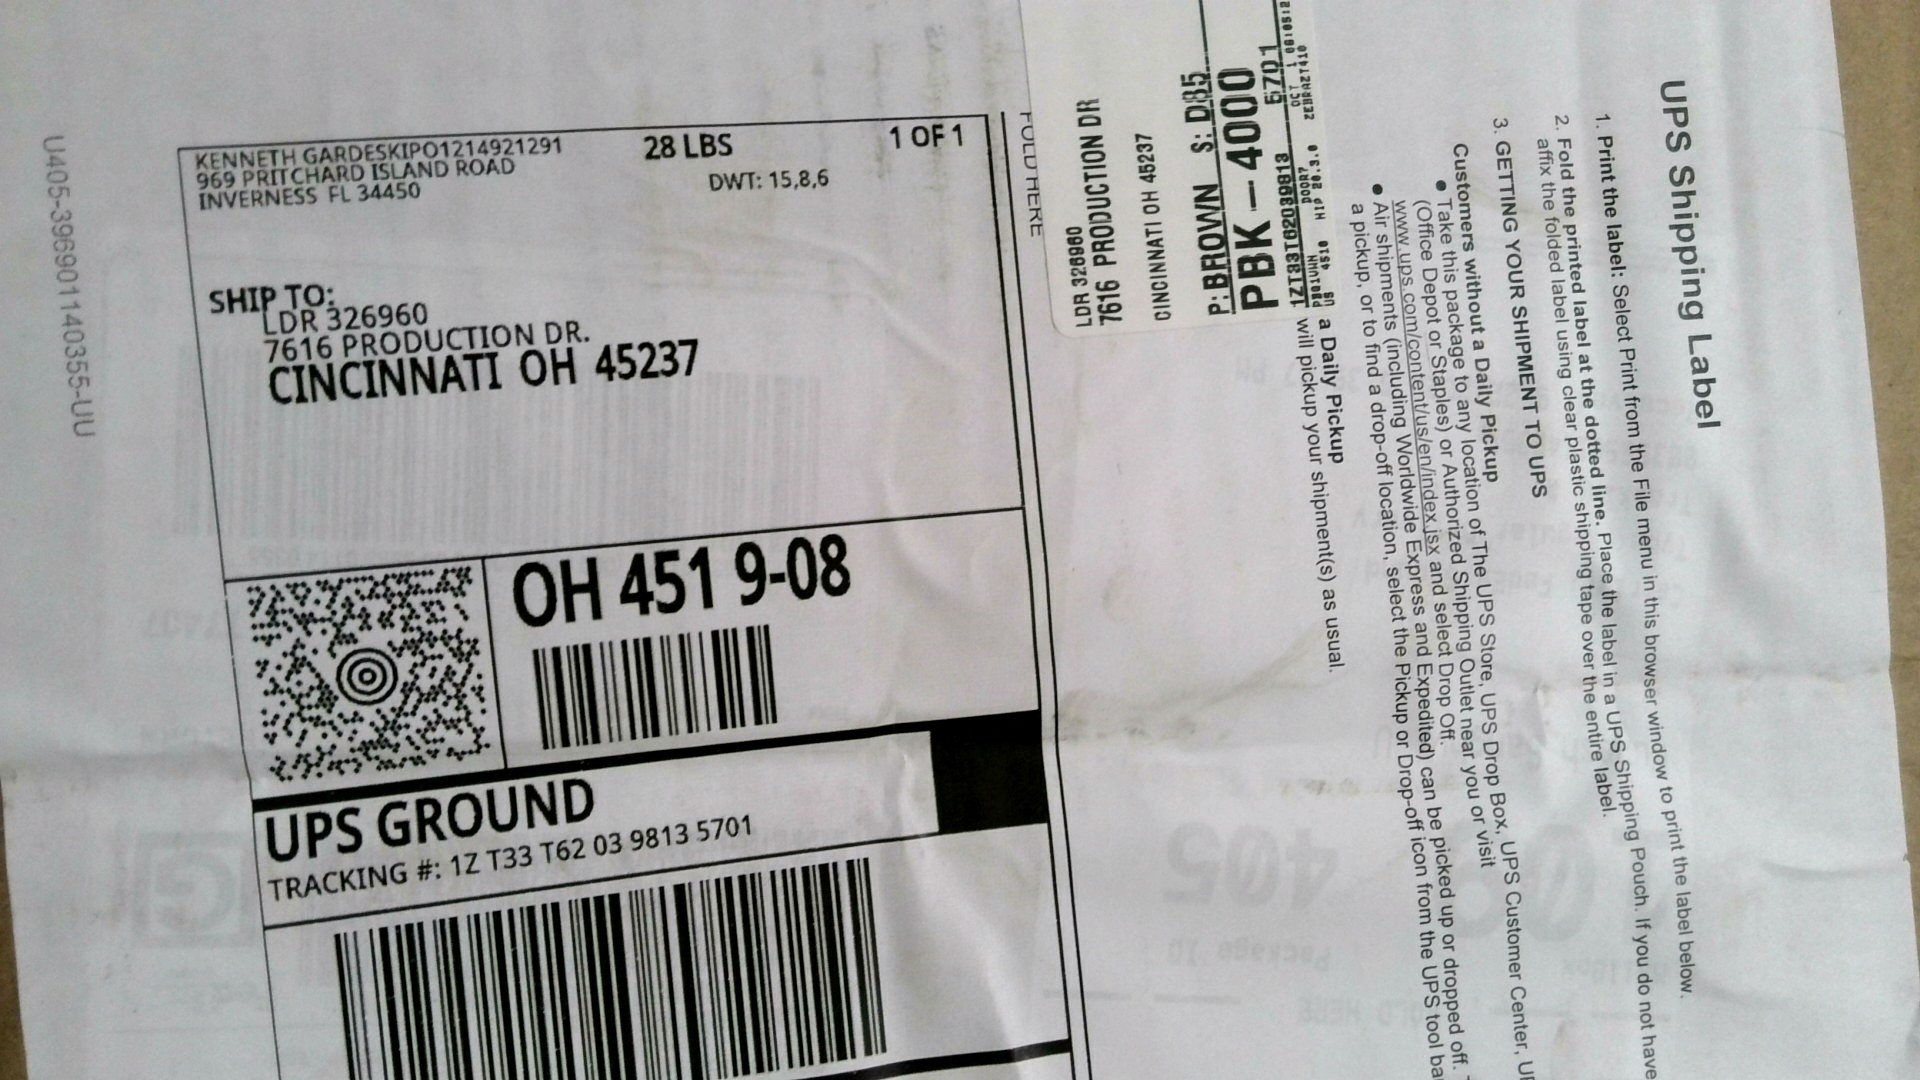 UPS Shipping Label
1. Print the label: Select Print from the File menu in this browser window to print the label below.
2. Fold the printed label at the dotted line. Place the label in a UPS Shipping Pouch. If you do not have
affix the folded label using clear plastic shipping tape over the entire label.
3. GETTING YOUR SHIPMENT TO UPS
Customers without a Daily Pickup
• Take this package to any location of The UPS Store, UPS Drop Box, UPS Customer Center,
(Office Depot or Staples) or Authorized Shipping Outlet near you or visit
www.ups.com/content/us/en/index.jsx and select Drop Off.
• Air shipments (including Worldwide Express and Expedited) can be picked up or dropped off.
a pickup, or to find a drop-off location, select the Pickup or Drop-off icon from the UPS tool
a Daily Pickup
will pickup your shipment(s) as usual.
LDR 326960
7616 PRODUCTION DR
CINCINNATI OH 45237
P: BROWN S: D85
PBK-4000
1ZT33T62039813
5701
FOLD HERE
KENNETH GARDESKIPO1214921291
969 PRITCHARD ISLAND ROAD
INVERNESS FL 34450
28 LBS
1 OF 1
DWT: 15,8,6
SHIP TO:
LDR 326960
7616 PRODUCTION DR.
CINCINNATI OH 45237
OH 451 9-08
UPS GROUND
TRACKING #: 1Z T33 T62 03 9813 5701
U405-396901140355-UU